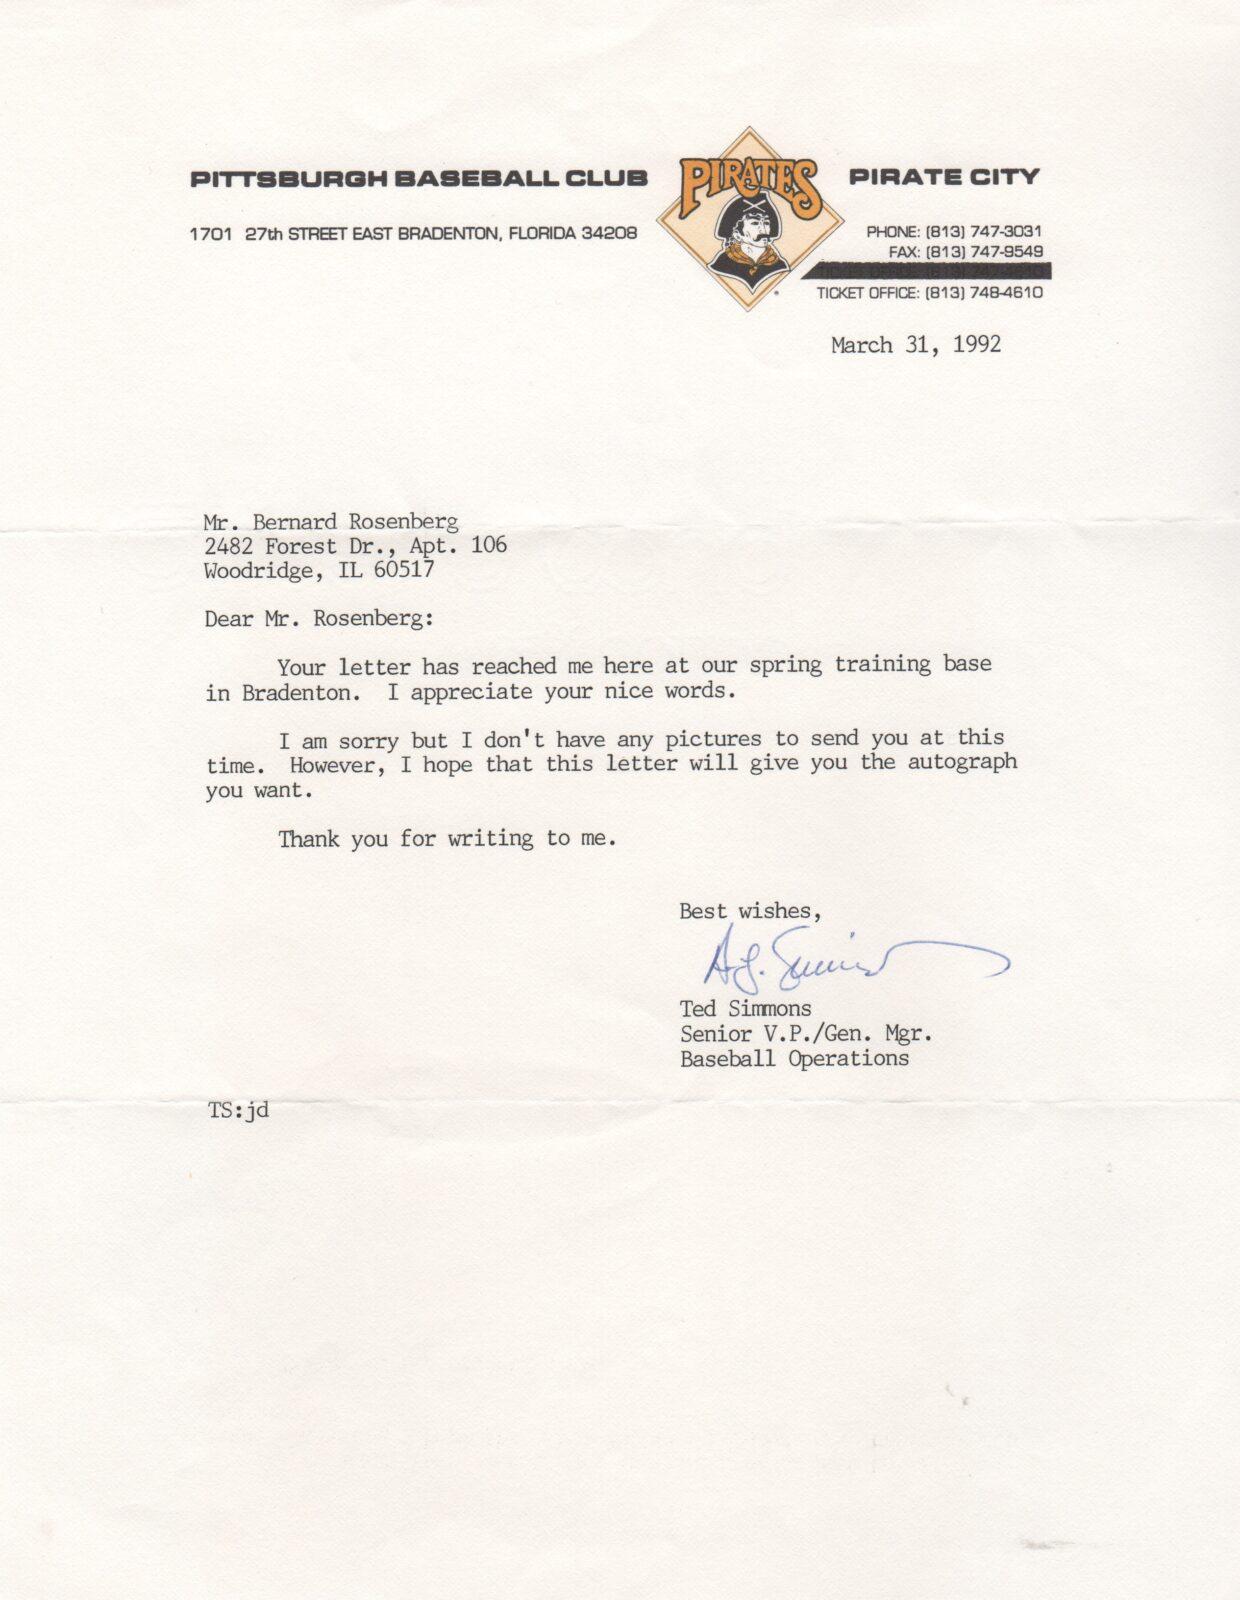 PITTSBURGH BASEBALL CLUB
1701 27th STREET EAST BRADENTON, FLORIDA 34208
PIRATES
PIRATE CITY
PHONE: (813) 747-3031
FAX: (813) 747-9549
TICKET OFFICE: (813) 748-4610
March 31, 1992
Mr. Bernard Rosenberg
2482 Forest Dr., Apt. 106
Woodridge, IL 60517
Dear Mr. Rosenberg:
Your letter has reached me here at our spring training base
in Bradenton. I appreciate your nice words.
I am sorry but I don't have any pictures to send you at this
time. However, I hope that this letter will give you the autograph
you want.
Thank you for writing to me.
Best wishes,
Ted Simmons
Senior V.P./Gen. Mgr.
Baseball Operations
TS:jd